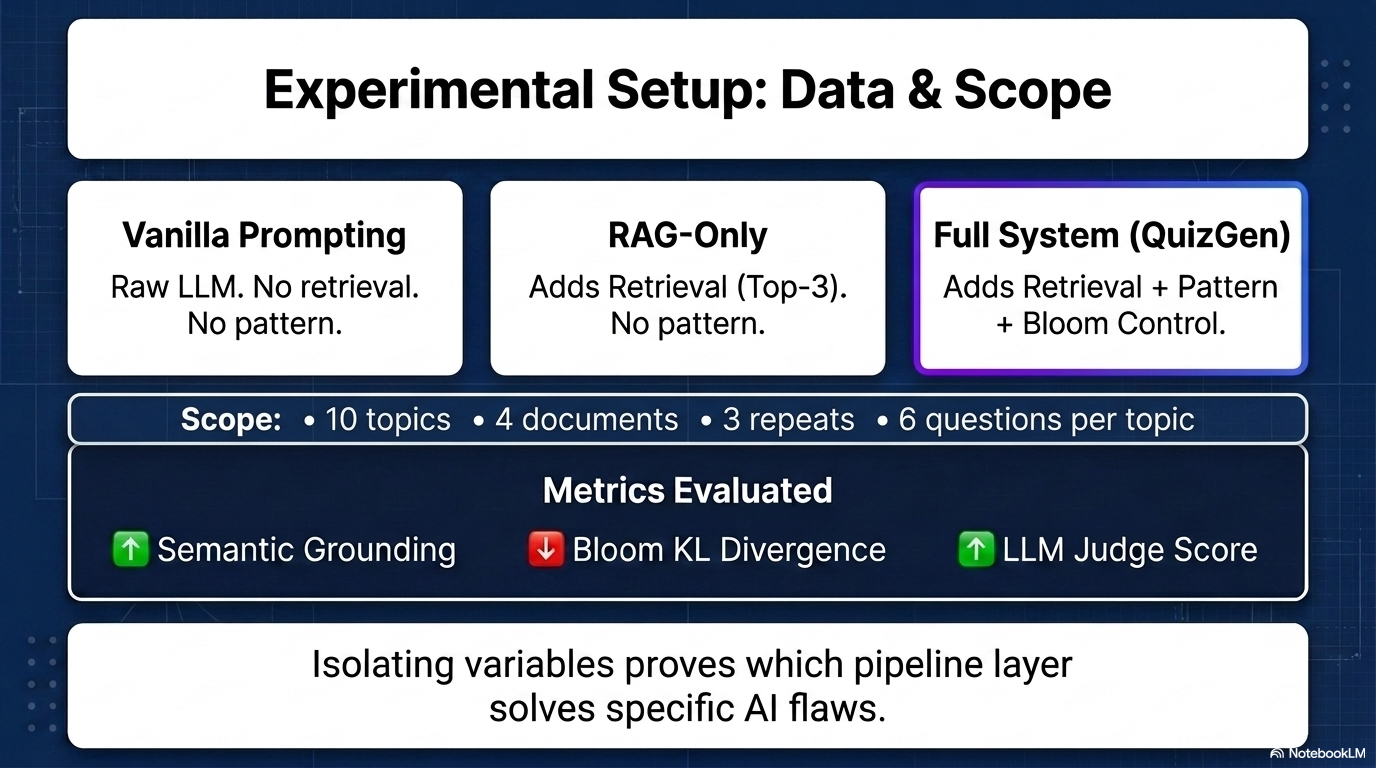 Experimental Setup: Data & Scope
Vanilla Prompting
Raw LLM. No retrieval.
No pattern.
RAG-Only
Adds Retrieval (Top-3).
No pattern.
Full System (QuizGen)
Adds Retrieval + Pattern
+ Bloom Control.
Scope: • 10 topics • 4 documents • 3 repeats • 6 questions per topic
Metrics Evaluated
↑ Semantic Grounding ↓ Bloom KL Divergence ↑ LLM Judge Score
Isolating variables proves which pipeline layer
solves specific AI flaws.
NotebookLM